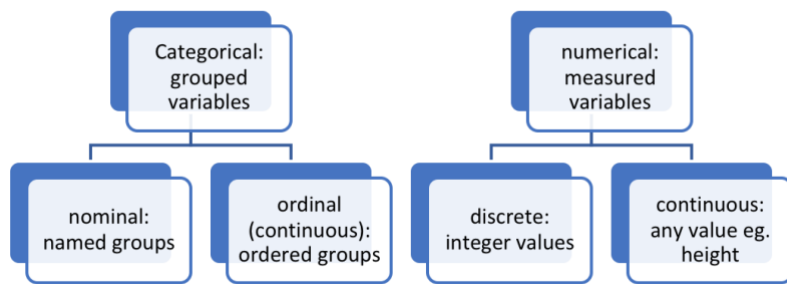 Categorical:
grouped
variables
numerical:
measured
variables
nominal:
named groups
ordinal
(continuous):
ordered groups
discrete:
integer values
continuous:
any value eg.
height